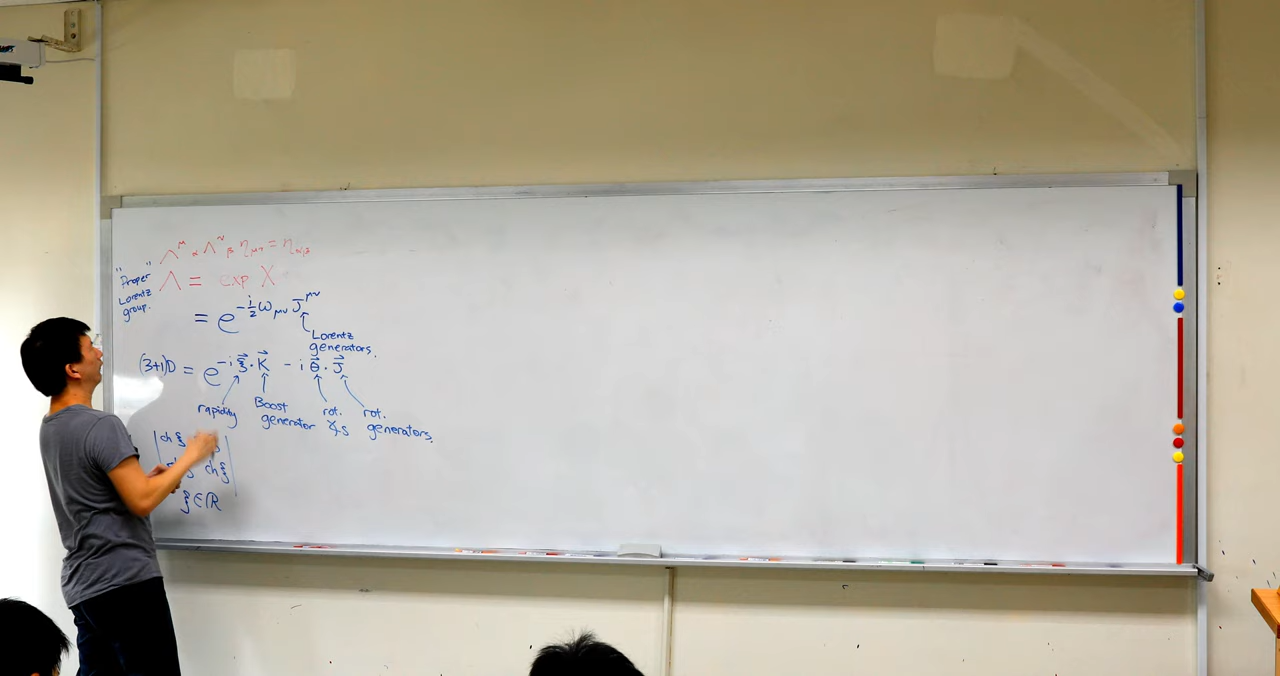 Λ^μ_α Λ^ν_β η_μν = η_αβ
"Proper" Lorentz group.
Λ = exp X
= e^{-i/2 ω_μν J^μν}
Lorentz generators.
(3+1)D = e^{-i ξ⃗·K⃗ - i θ⃗·J⃗}
rapidity
Boost generator
rot. ∡s
rot. generators.
ch ξ
ch ξ
ξ ∈ ℝ